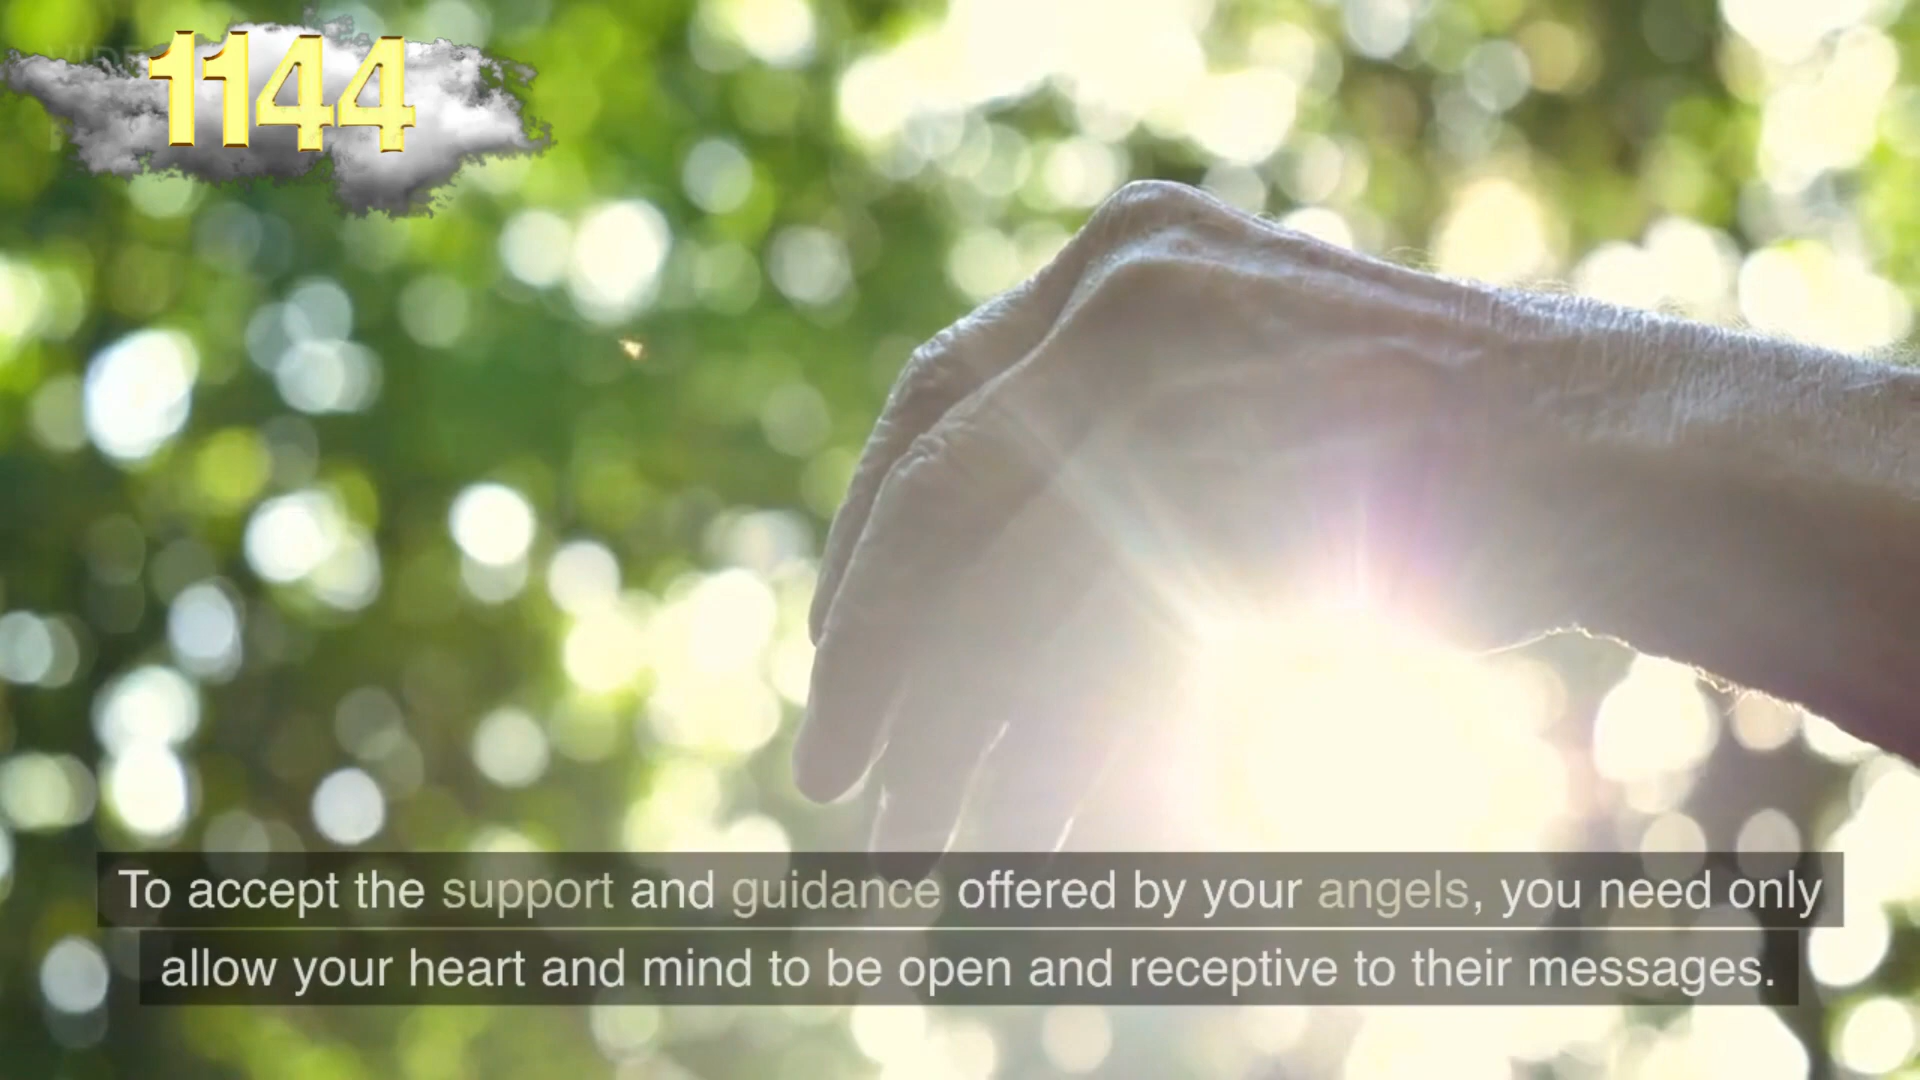 1144
To accept the support and guidance offered by your angels, you need only
allow your heart and mind to be open and receptive to their messages.